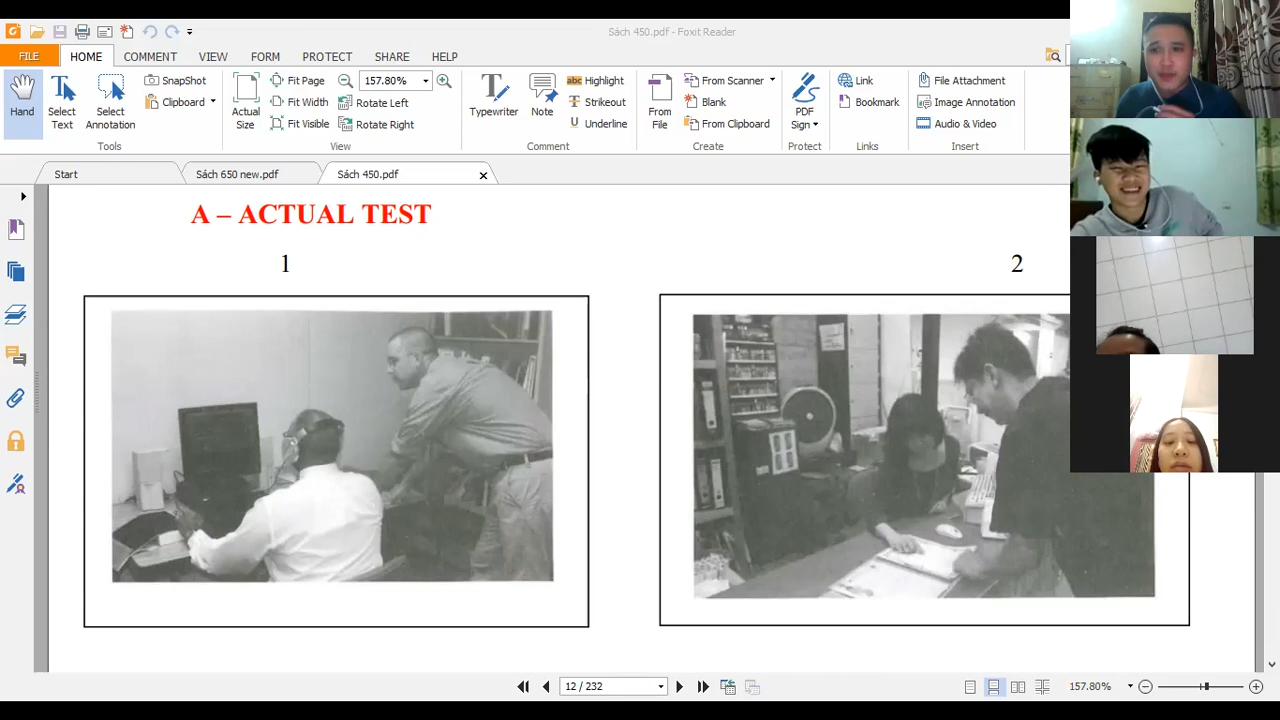 Sách 450.pdf - Foxit Reader
FILE HOME COMMENT VIEW FORM PROTECT SHARE HELP
Hand
Select Text
Select Annotation
SnapShot
Clipboard
Tools
Actual Size
Fit Page
Fit Width
Fit Visible
157.80%
Rotate Left
Rotate Right
View
Typewriter
Note
Highlight
Strikeout
Underline
Comment
From File
From Scanner
Blank
From Clipboard
Create
PDF Sign
Protect
Link
Bookmark
Links
File Attachment
Image Annotation
Audio & Video
Insert
Start Sách 650 new.pdf Sách 450.pdf
A – ACTUAL TEST
1 2
12 / 232 157.80%